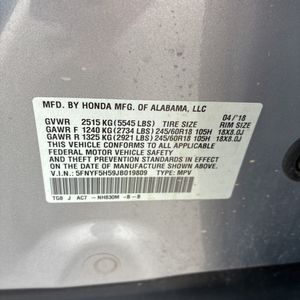 MFD. BY HONDA MFG. OF ALABAMA, LLC
04/18
GVWR 2515 KG (5545 LBS) TIRE SIZE RIM SIZE
GAWR F 1240 KG (2734 LBS) 245/60R18 105H 18X8.0J
GAWR R 1325 KG (2921 LBS) 245/60R18 105H 18X8.0J
THIS VEHICLE CONFORMS TO ALL APPLICABLE
FEDERAL MOTOR VEHICLE SAFETY STANDARDS
IN EFFECT ON THE DATE OF MANUFACTURE
SHOWN ABOVE.
V.I.N.: 5FNYF5H59JB019809 TYPE: MPV
TG8 J AC7 - NH830M - B - B